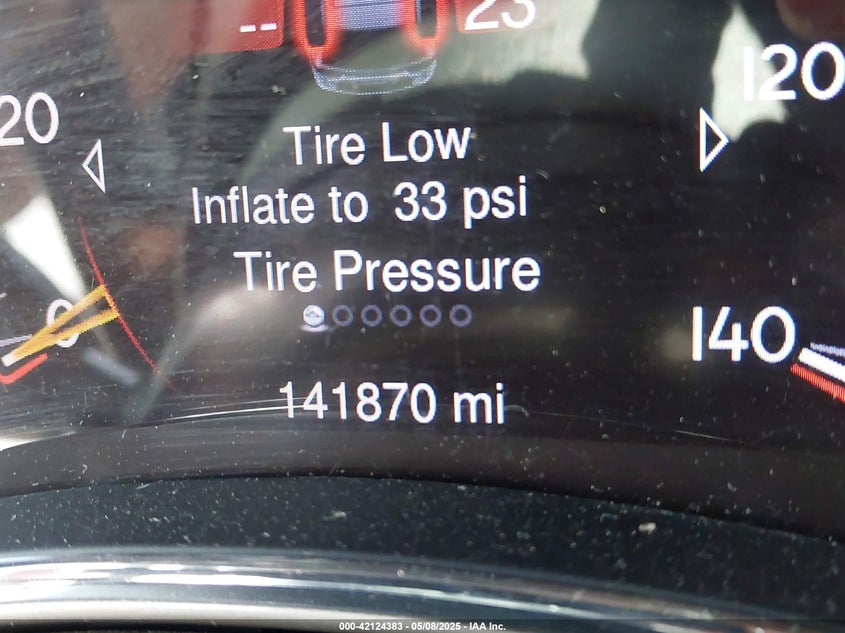 -- 23
20 120
Tire Low
Inflate to 33 psi
Tire Pressure
0 140
141870 mi
000-42124383 - 05/08/2025 - IAA Inc.